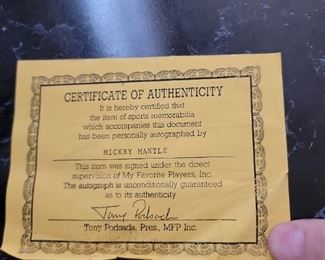 CERTIFICATE OF AUTHENTICITY
It is hereby certified that
the item of sports memorabilia
which accompanies this document
has been personally autographed by
MICKEY MANTLE
This item was signed under the direct
supervision of My Favorite Players, Inc.
The autograph is unconditionally guaranteed
as to its authenticity
Tony Podsada
Tony Podsada, Pres., MFP Inc.